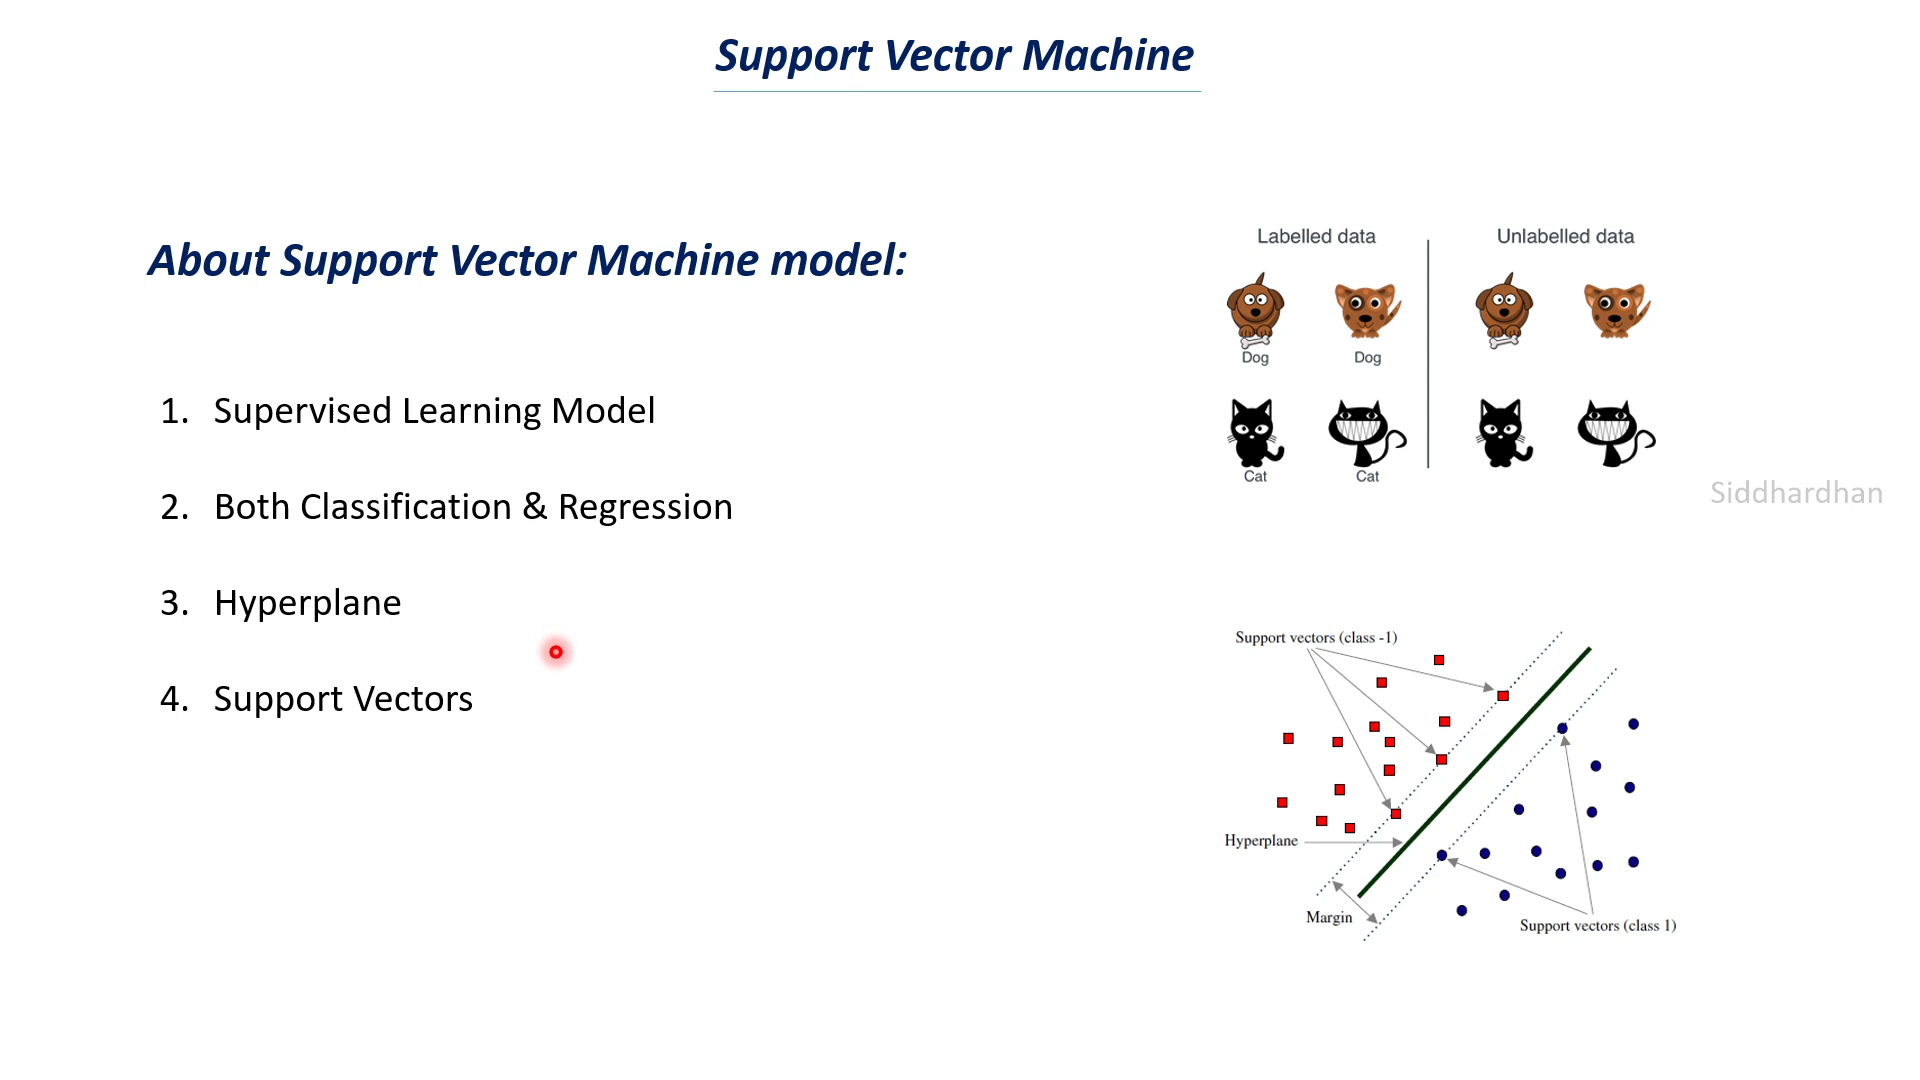 Support Vector Machine
About Support Vector Machine model:
1. Supervised Learning Model
2. Both Classification & Regression
3. Hyperplane
4. Support Vectors
Labelled data
Unlabelled data
Dog
Dog
Cat
Cat
Siddhardhan
Support vectors (class -1)
Hyperplane
Margin
Support vectors (class 1)